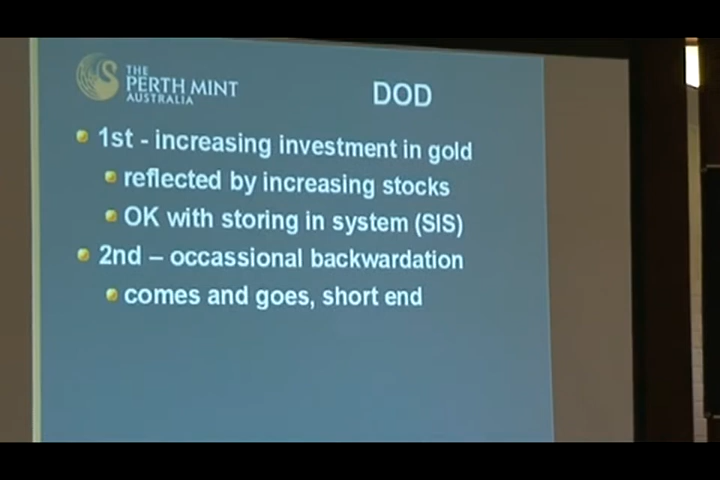 THE
PERTH MINT
AUSTRALIA
DOD
1st - increasing investment in gold
reflected by increasing stocks
OK with storing in system (SIS)
2nd – occassional backwardation
comes and goes, short end